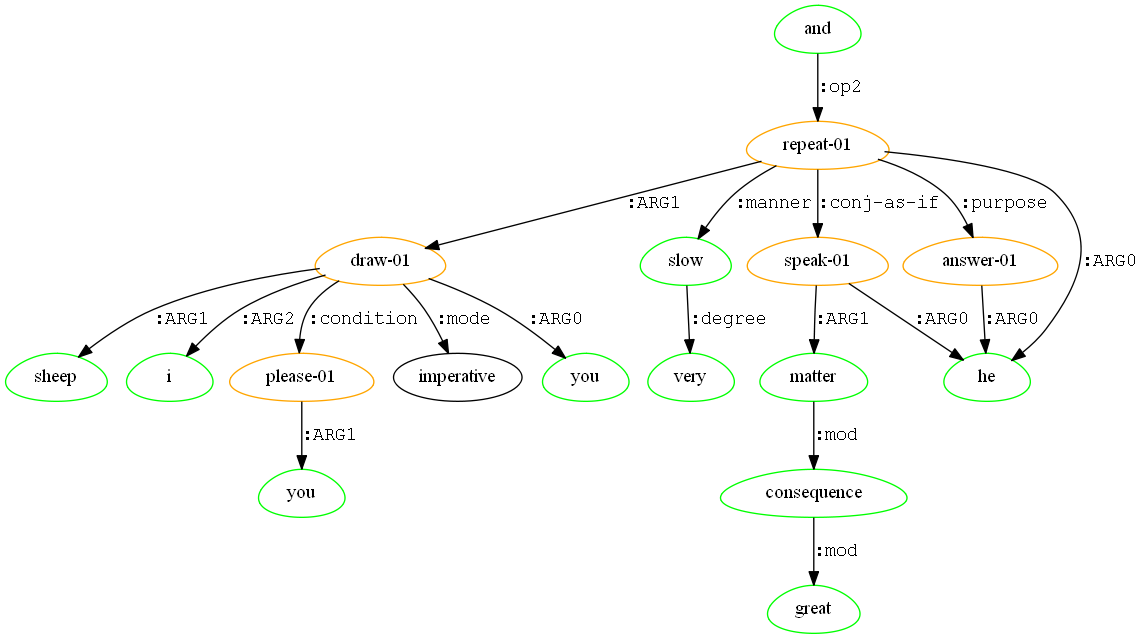 and
:op2
repeat-01
:ARG1 :manner :conj-as-if :purpose :ARG0
draw-01 slow speak-01 answer-01
:ARG1 :ARG2 :condition :mode :ARG0 :degree :ARG1 :ARG0 :ARG0
sheep i please-01 imperative you very matter he
:ARG1 :mod
you consequence
:mod
great